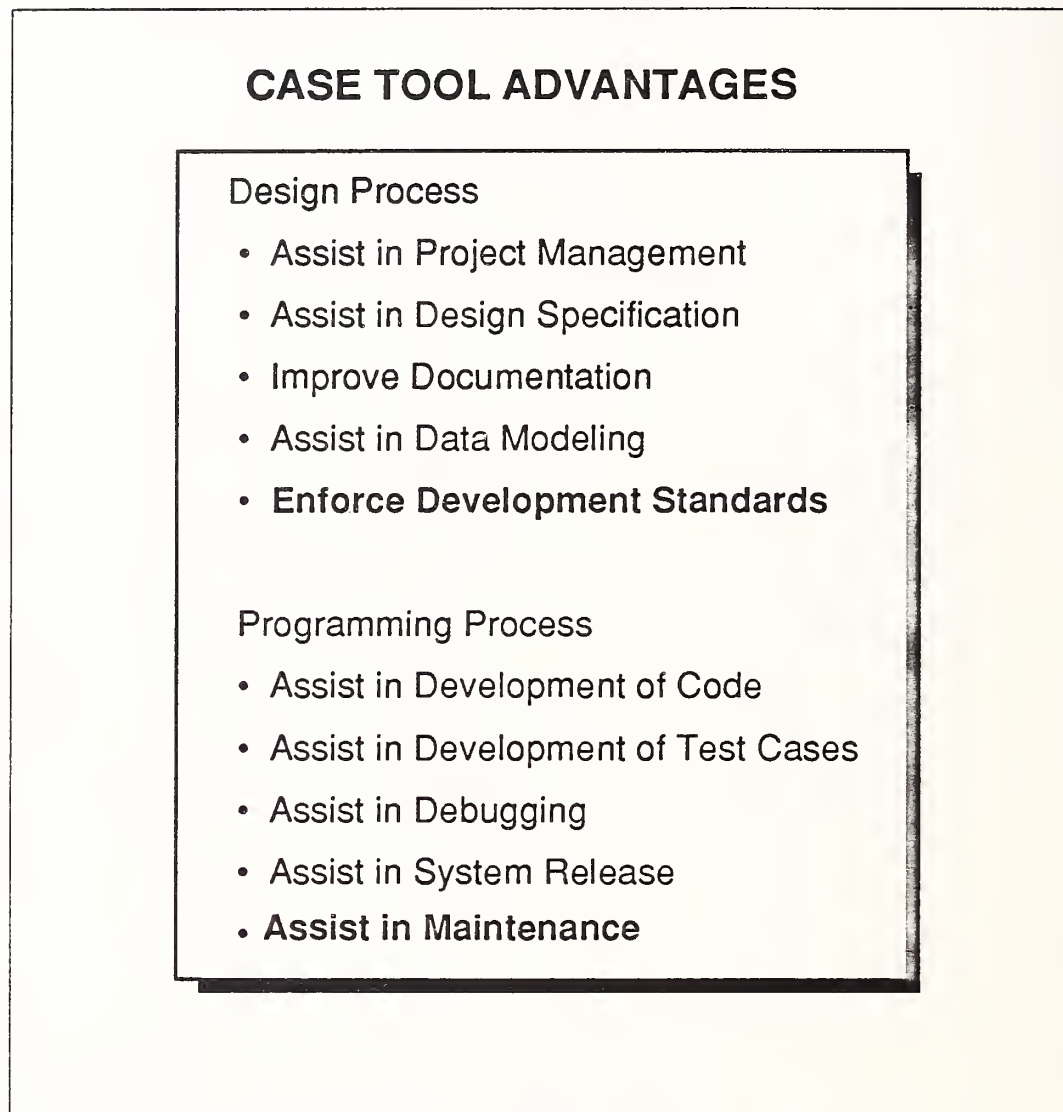 CASE TOOL ADVANTAGES
Design Process
• Assist in Project Management
• Assist in Design Specification
• Improve Documentation
• Assist in Data Modeling
• Enforce Development Standards
Programming Process
• Assist in Development of Code
• Assist in Development of Test Cases
• Assist in Debugging
• Assist in System Release
• Assist in Maintenance